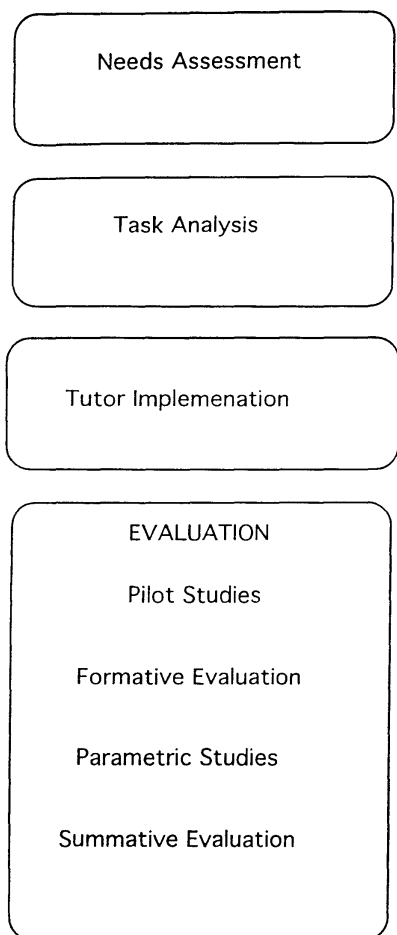 Needs Assessment
Task Analysis
Tutor Implemenation
EVALUATION
Pilot Studies
Formative Evaluation
Parametric Studies
Summative Evaluation